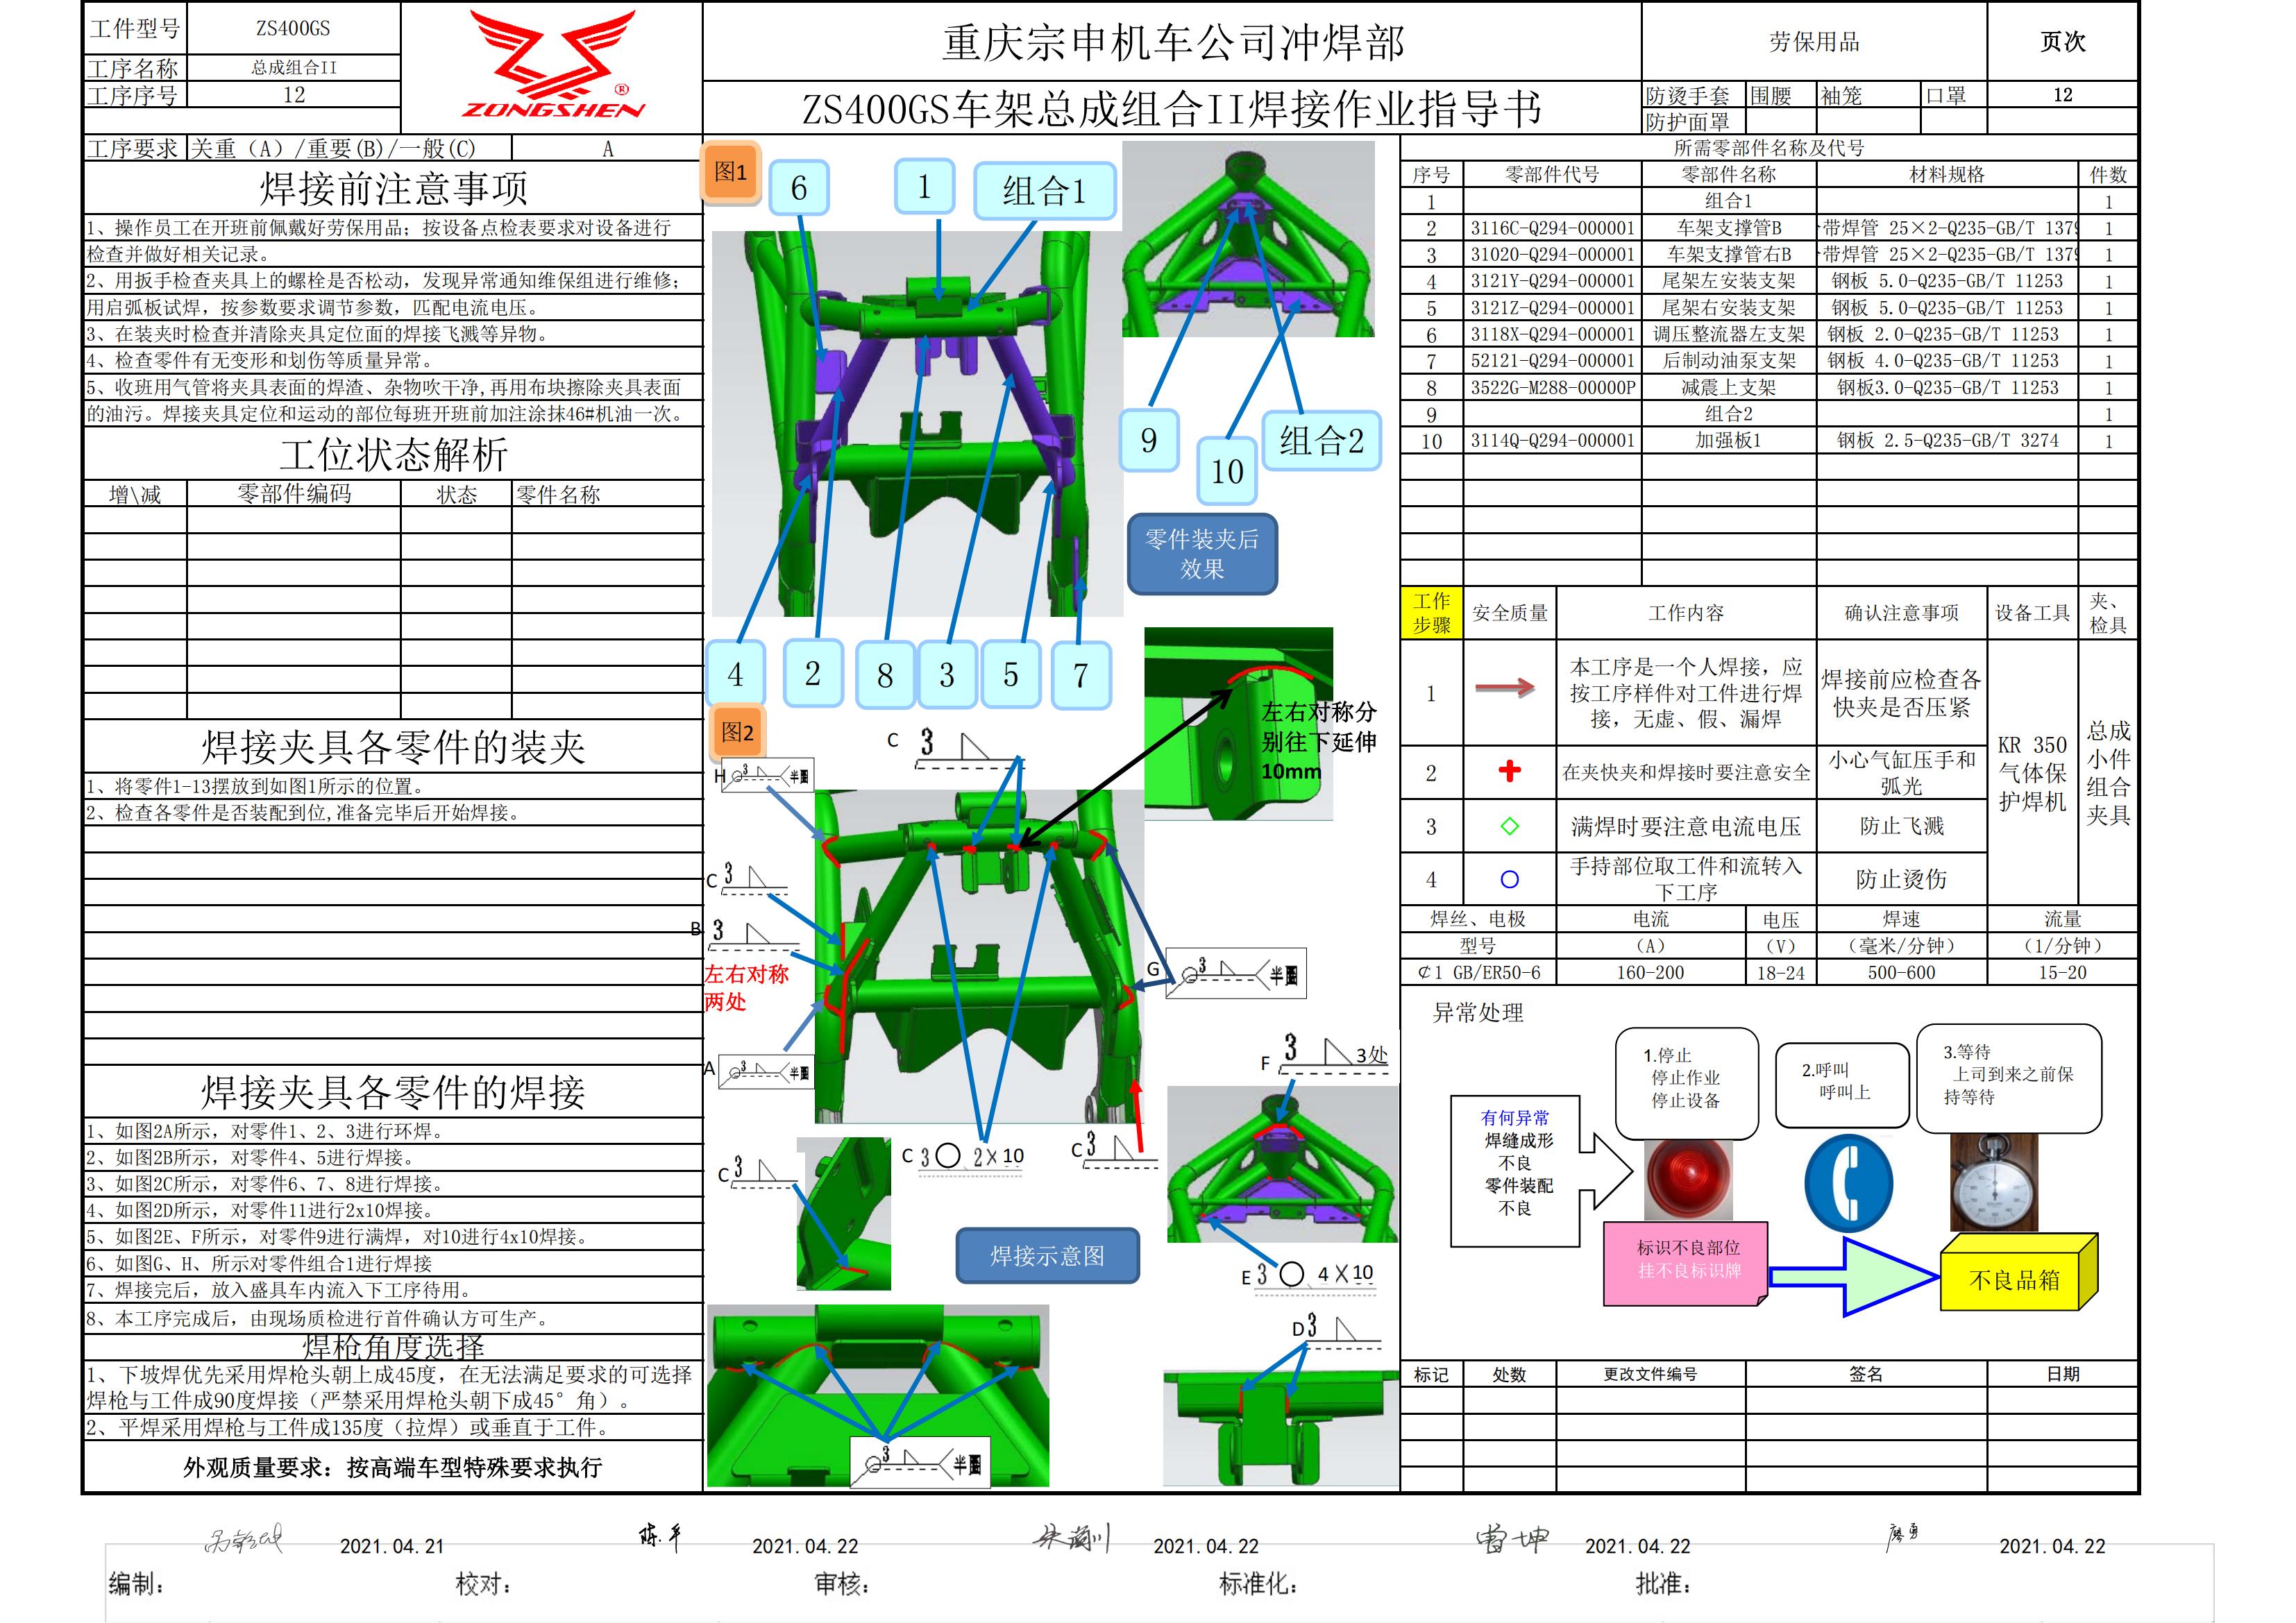 工件型号 ZS400GS
工序名称 总成组合II
工序序号 12
ZONGSHEN®
重庆宗申机车公司冲焊部
ZS400GS车架总成组合II焊接作业指导书
劳保用品 页次
防烫手套 围腰 袖笼 口罩 12
防护面罩
工序要求 关重（A）/重要(B)/一般(C) A
焊接前注意事项
1、操作员工在开班前佩戴好劳保用品；按设备点检表要求对设备进行
检查并做好相关记录。
2、用扳手检查夹具上的螺栓是否松动，发现异常通知维保组进行维修；
用启弧板试焊，按参数要求调节参数，匹配电流电压。
3、在装夹时检查并清除夹具定位面的焊接飞溅等异物。
4、检查零件有无变形和划伤等质量异常。
5、收班用气管将夹具表面的焊渣、杂物吹干净,再用布块擦除夹具表面
的油污。焊接夹具定位和运动的部位每班开班前加注涂抹46#机油一次。
工位状态解析
增\减 零部件编码 状态 零件名称
焊接夹具各零件的装夹
1、将零件1-13摆放到如图1所示的位置。
2、检查各零件是否装配到位,准备完毕后开始焊接。
焊接夹具各零件的焊接
1、如图2A所示，对零件1、2、3进行环焊。
2、如图2B所示，对零件4、5进行焊接。
3、如图2C所示，对零件6、7、8进行焊接。
4、如图2D所示，对零件11进行2x10焊接。
5、如图2E、F所示，对零件9进行满焊，对10进行4x10焊接。
6、如图G、H、所示对零件组合1进行焊接
7、焊接完后，放入盛具车内流入下工序待用。
8、本工序完成后，由现场质检进行首件确认方可生产。
焊枪角度选择
1、下坡焊优先采用焊枪头朝上成45度，在无法满足要求的可选择
焊枪与工件成90度焊接（严禁采用焊枪头朝下成45°角）。
2、平焊采用焊枪与工件成135度（拉焊）或垂直于工件。
外观质量要求：按高端车型特殊要求执行
图1
6 1 组合1
9 10 组合2
零件装夹后
效果
4 2 8 3 5 7
图2
左右对称分
别往下延伸
10mm
C 3
H 3 半圈
C 3
B 3
左右对称
两处
G 3 半圈
A 3 半圈
F 3 3处
C 3 2×10
C 3
C 3
焊接示意图
E 3 4×10
D 3
3 半圈
所需零部件名称及代号
序号 零部件代号 零部件名称 材料规格 件数
1 组合1 1
2 3116C-Q294-000001 车架支撑管B 带焊管 25×2-Q235-GB/T 1379 1
3 31020-Q294-000001 车架支撑管右B 带焊管 25×2-Q235-GB/T 1379 1
4 3121Y-Q294-000001 尾架左安装支架 钢板 5.0-Q235-GB/T 11253 1
5 3121Z-Q294-000001 尾架右安装支架 钢板 5.0-Q235-GB/T 11253 1
6 3118X-Q294-000001 调压整流器左支架 钢板 2.0-Q235-GB/T 11253 1
7 52121-Q294-000001 后制动油泵支架 钢板 4.0-Q235-GB/T 11253 1
8 3522G-M288-00000P 减震上支架 钢板3.0-Q235-GB/T 11253 1
9 组合2 1
10 3114Q-Q294-000001 加强板1 钢板 2.5-Q235-GB/T 3274 1
工作步骤 安全质量 工作内容 确认注意事项 设备工具 夹、检具
1 本工序是一个人焊接，应按工序样件对工件进行焊接，无虚、假、漏焊 焊接前应检查各快夹是否压紧
2 在夹快夹和焊接时要注意安全 小心气缸压手和弧光
3 满焊时要注意电流电压 防止飞溅
4 手持部位取工件和流转入下工序 防止烫伤
KR 350气体保护焊机
总成小件组合夹具
焊丝、电极 电流 电压 焊速 流量
型号 （A） （V） （毫米/分钟） （1/分钟）
¢1 GB/ER50-6 160-200 18-24 500-600 15-20
异常处理
1.停止
停止作业
停止设备
2.呼叫
呼叫上
3.等待
上司到来之前保
持等待
有何异常
焊缝成形
不良
零件装配
不良
标识不良部位
挂不良标识牌
不良品箱
标记 处数 更改文件编号 签名 日期
2021.04.21 陈平 2021.04.22 2021.04.22 雷坤 2021.04.22 廖勇 2021.04.22
编制： 校对： 审核： 标准化： 批准：